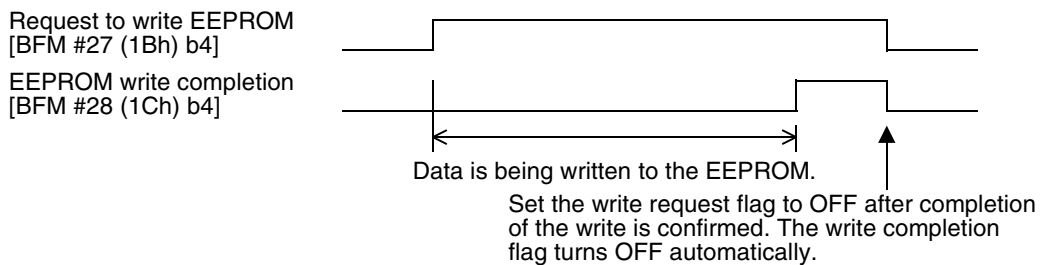 Request to write EEPROM
[BFM #27 (1Bh) b4]
EEPROM write completion
[BFM #28 (1Ch) b4]
Data is being written to the EEPROM.
Set the write request flag to OFF after completion
of the write is confirmed. The write completion
flag turns OFF automatically.